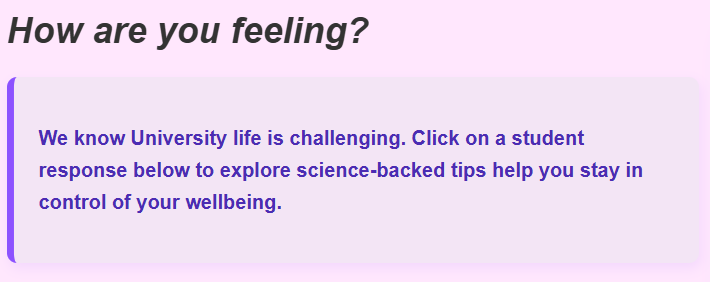 How are you feeling?
We know University life is challenging. Click on a student
response below to explore science-backed tips help you stay in
control of your wellbeing.